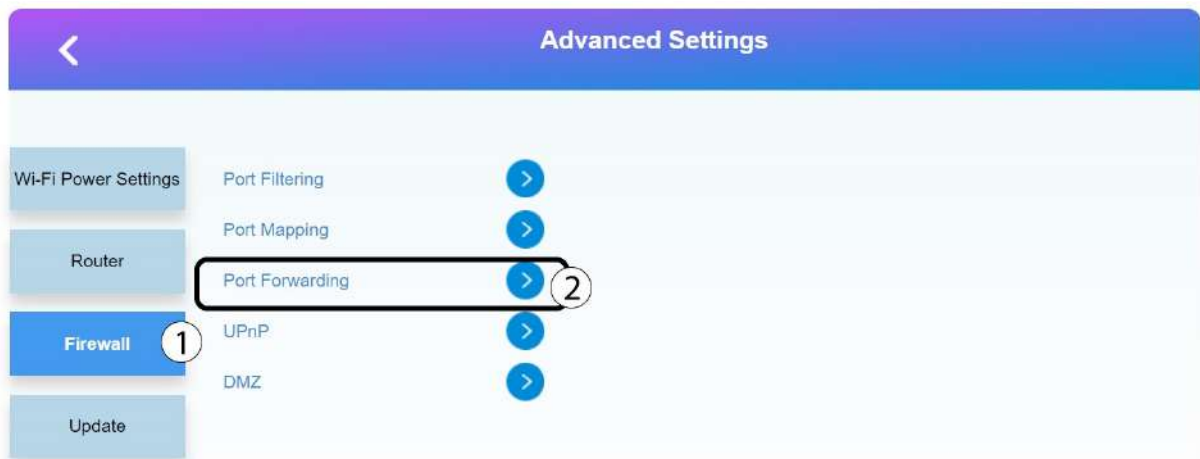 Advanced Settings
Wi-Fi Power Settings
Port Filtering
Port Mapping
Router
Port Forwarding
2
Firewall
1
UPnP
DMZ
Update